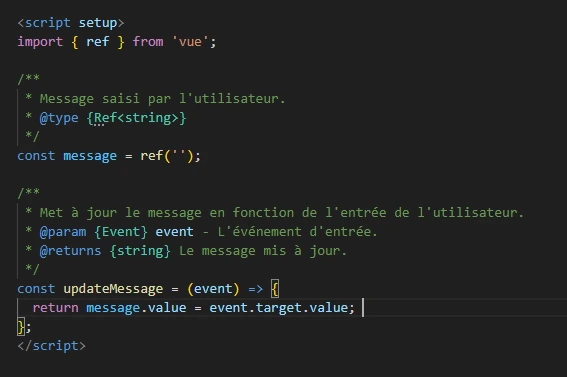 <script setup>
import { ref } from 'vue';
/**
 * Message saisi par l'utilisateur.
 * @type {Ref<string>}
 */
const message = ref('');
/**
 * Met à jour le message en fonction de l'entrée de l'utilisateur.
 * @param {Event} event - L'événement d'entrée.
 * @returns {string} Le message mis à jour.
 */
const updateMessage = (event) => {
  return message.value = event.target.value;
};
</script>